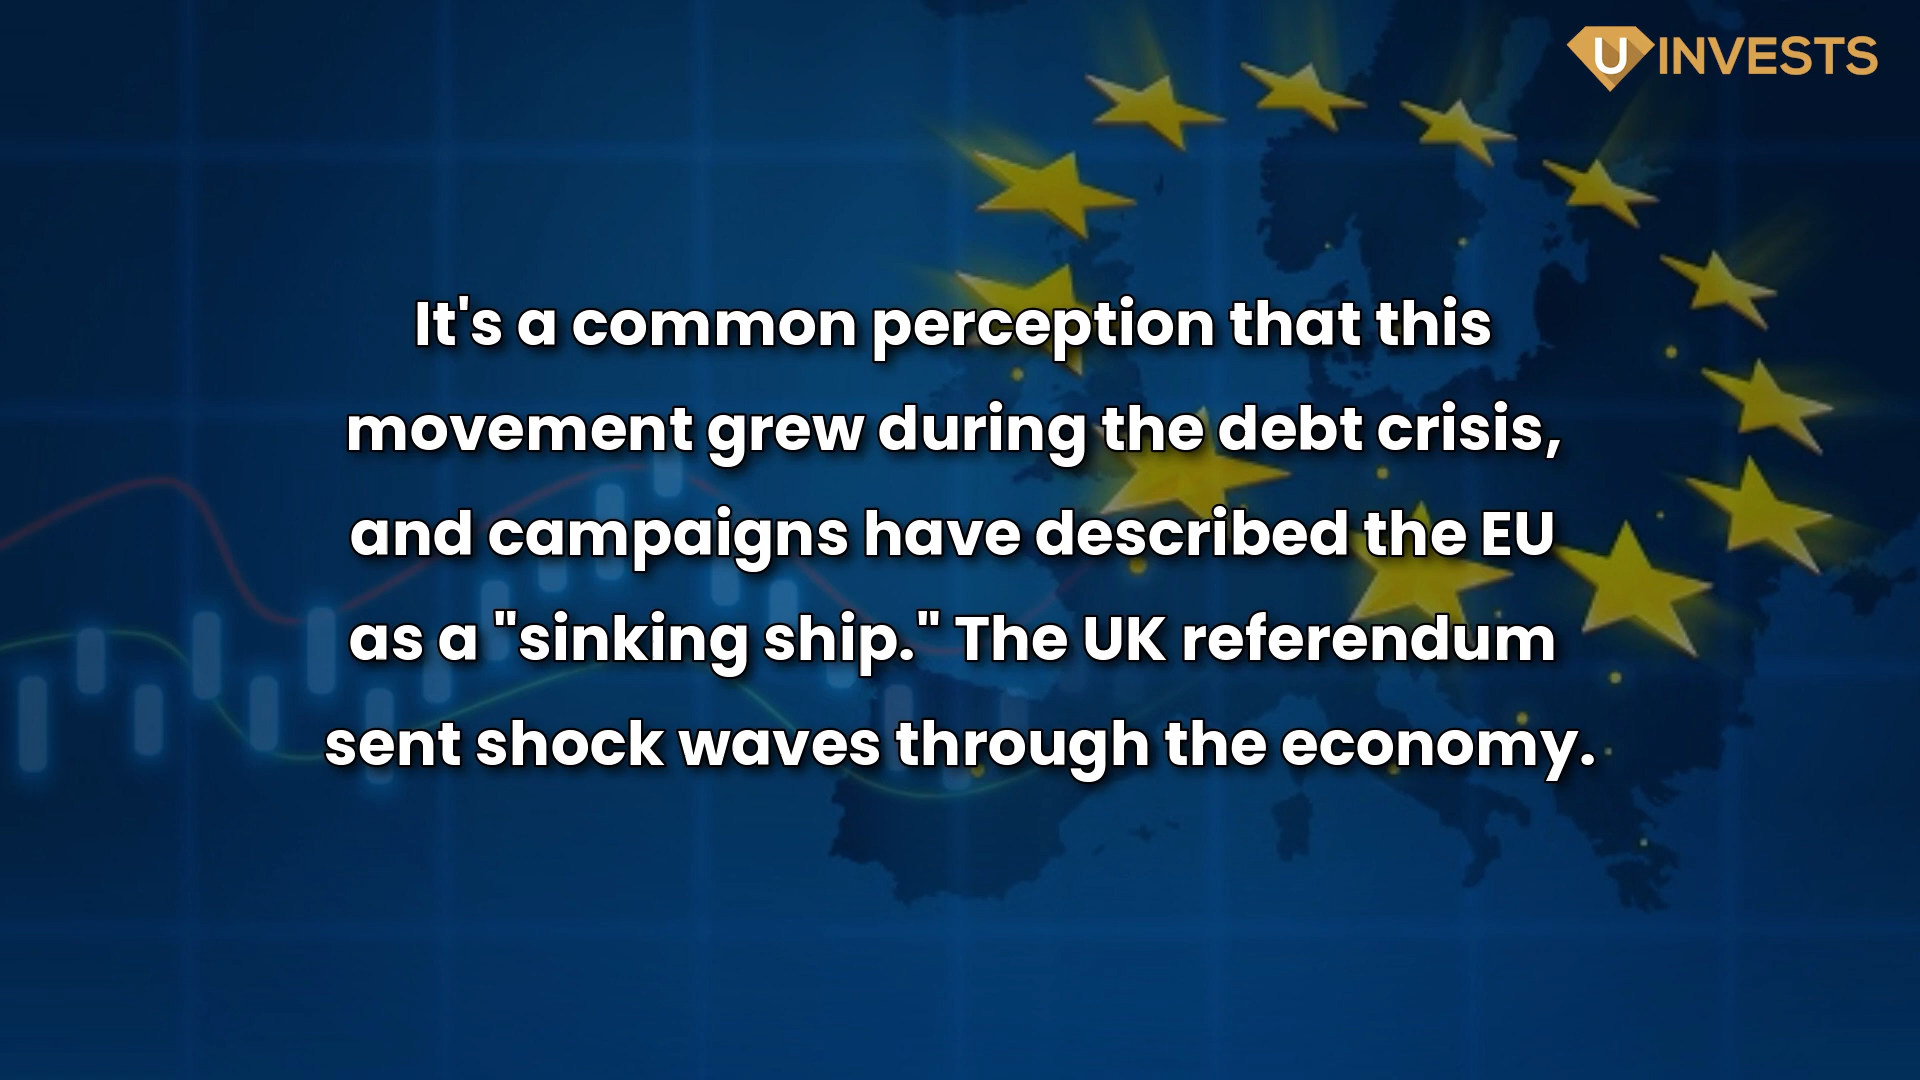 U INVESTS
It's a common perception that this
movement grew during the debt crisis,
and campaigns have described the EU
as a "sinking ship." The UK referendum
sent shock waves through the economy.